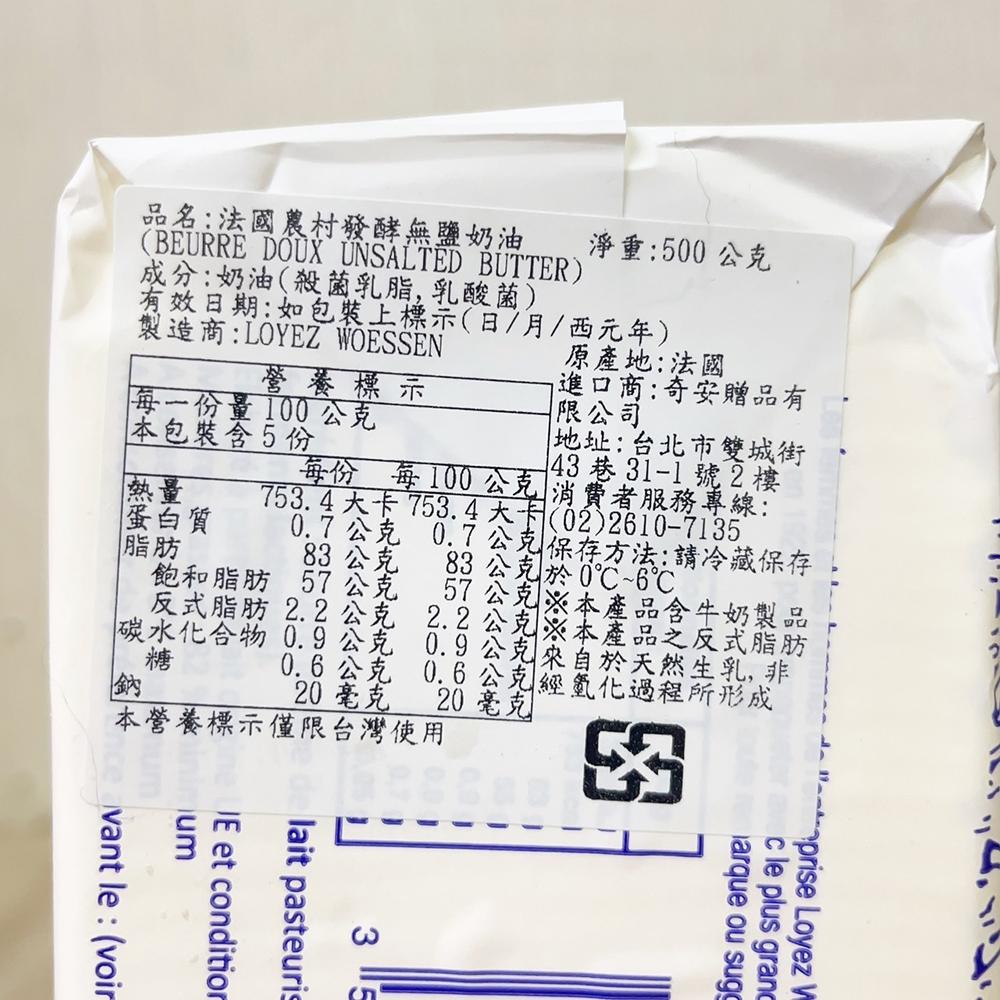 品名:法國農村發酵無鹽奶油
淨重:500 公克
(BEURRE DOUX UNSALTED BUTTER)
成分:奶油(殺菌乳脂,乳酸菌)
有效日期:如包裝上標示(日/月/西元年)
製造商:LOYEZ WOESSEN
營養標示
每一份量 100 公克
本包裝含 5 份
每份 每 100 公克
熱量 753.4 大卡 753.4 大卡
蛋白質 0.7 公克 0.7 公克
脂肪 83 公克 83 公克
飽和脂肪 57 公克 57 公克
反式脂肪 2.2 公克 2.2 公克
碳水化合物 0.9 公克 0.9 公克
糖 0.6 公克 0.6 公克
鈉 20 毫克 20 毫克
本營養標示僅限台灣使用
原產地:法國
進口商:奇安贈品有
限公司
地址:台北市雙城街
43 巷 31-1 號 2 樓
消費者服務專線:
(02)2610-7135
保存方法:請冷藏保存
於 0℃~6℃
※本產品含牛奶製品
※本產品之反式脂肪
來自於天然生乳,非
經氫化過程所形成
prise Loyez W
c le plus grand
arque ou sugg
3
5
lait pasteuris
UE et condition
um
vant le : (voir